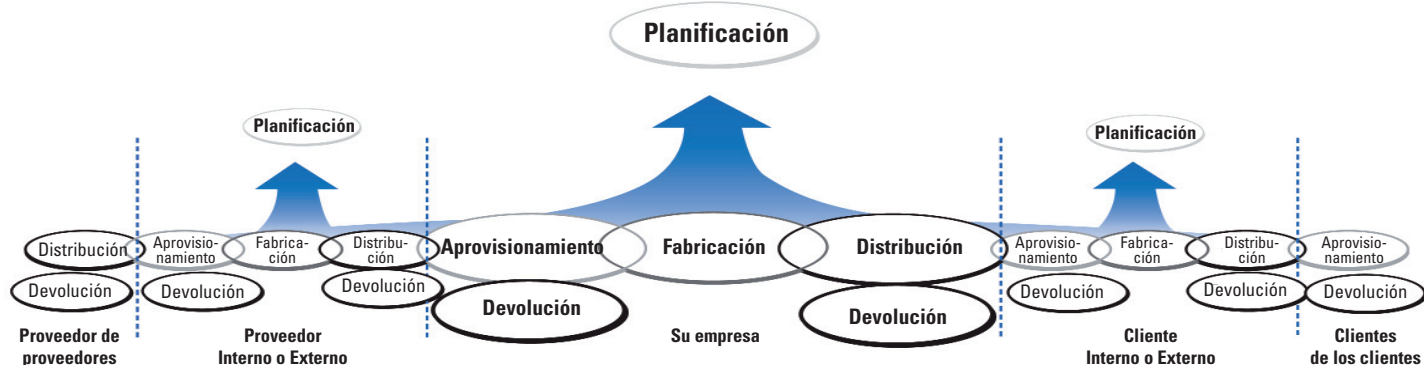 Planificación
Planificación
Planificación
Distribución
Aprovisio-
namiento
Fabrica-
ción
Distribu-
ción
Aprovisionamiento
Fabricación
Distribución
Aprovisio-
namiento
Fabrica-
ción
Distribu-
ción
Aprovisio-
namiento
Devolución
Devolución
Devolución
Devolución
Devolución
Devolución
Devolución
Devolución
Proveedor de
proveedores
Proveedor
Interno o Externo
Su empresa
Cliente
Interno o Externo
Clientes
de los clientes